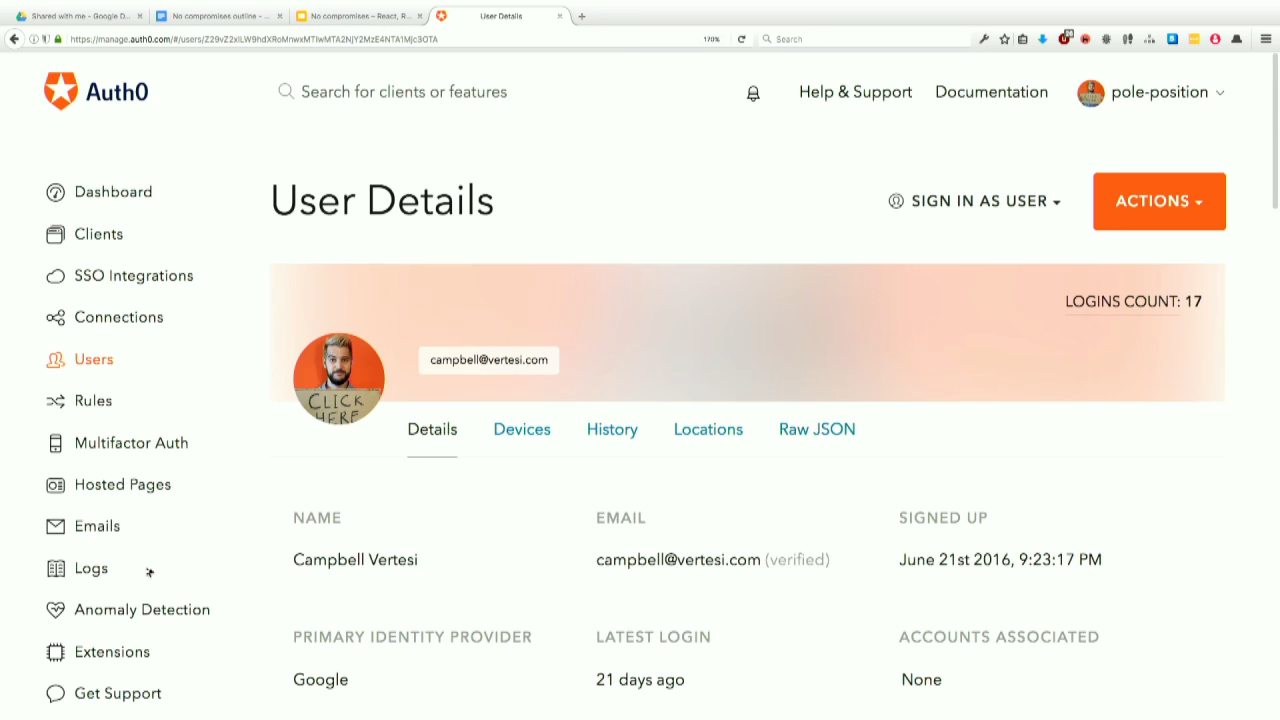 Shared with me - Google D...
No compromises outline - ...
No compromises – React, R...
User Details
https://manage.auth0.com/#/users/
170%
Search
26
Auth0
Search for clients or features
Help & Support
Documentation
pole-position
Dashboard
Clients
SSO Integrations
Connections
Users
Rules
Multifactor Auth
Hosted Pages
Emails
Logs
Anomaly Detection
Extensions
Get Support
User Details
SIGN IN AS USER
ACTIONS
LOGINS COUNT: 17
CLICK
HERE
campbell@vertesi.com
Details
Devices
History
Locations
Raw JSON
NAME
EMAIL
SIGNED UP
Campbell Vertesi
campbell@vertesi.com (verified)
June 21st 2016, 9:23:17 PM
PRIMARY IDENTITY PROVIDER
LATEST LOGIN
ACCOUNTS ASSOCIATED
Google
21 days ago
None